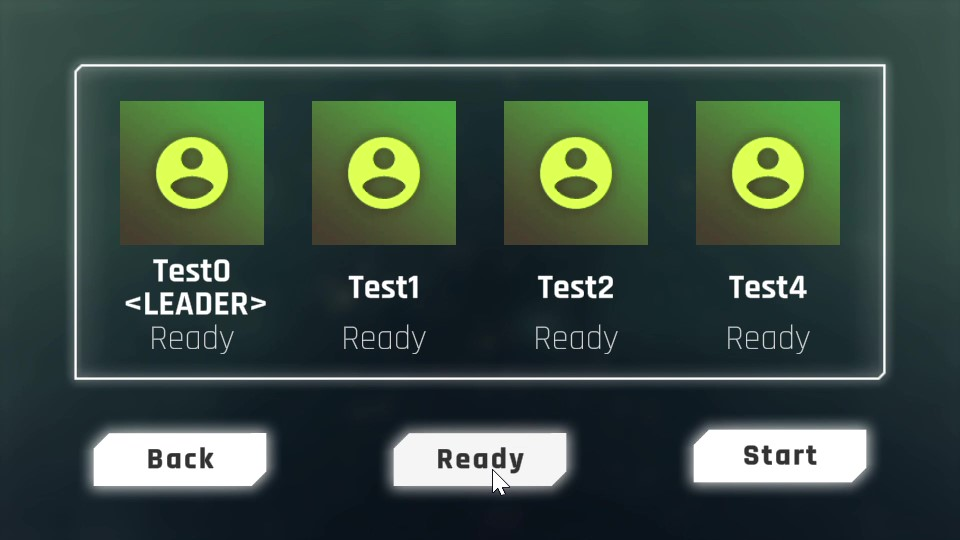 Test0
<LEADER>
Ready
Test1
Ready
Test2
Ready
Test4
Ready
Back
Ready
Start